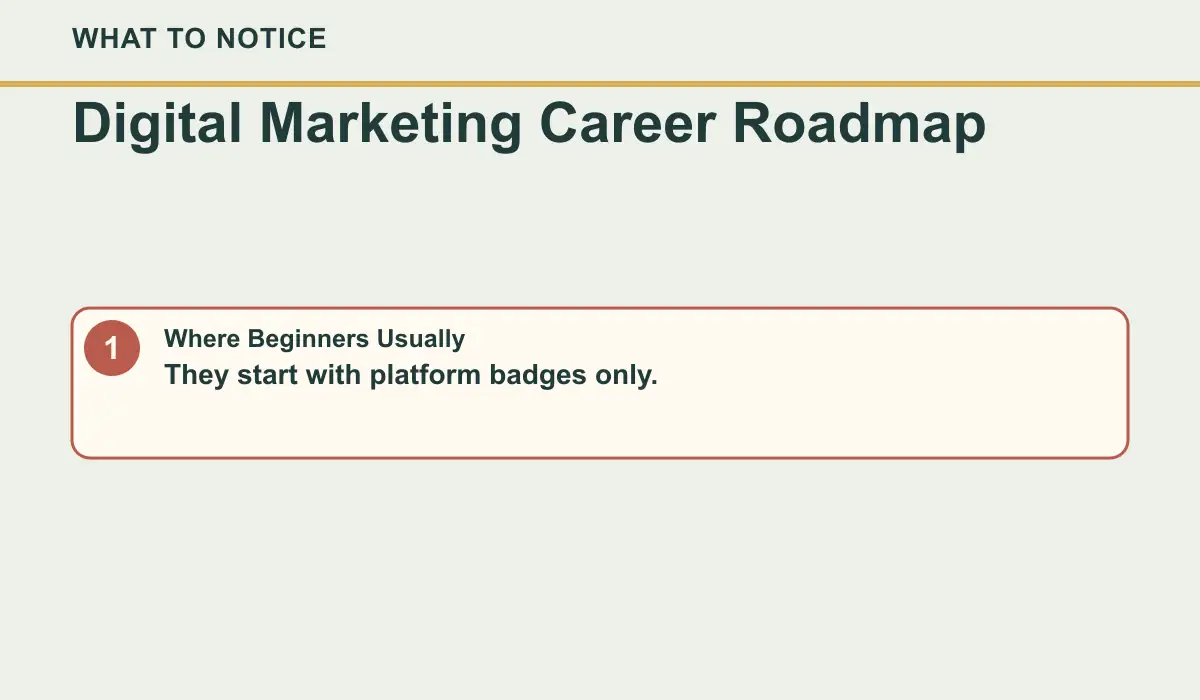 WHAT TO NOTICE
Digital Marketing Career Roadmap
1
Where Beginners Usually
They start with platform badges only.